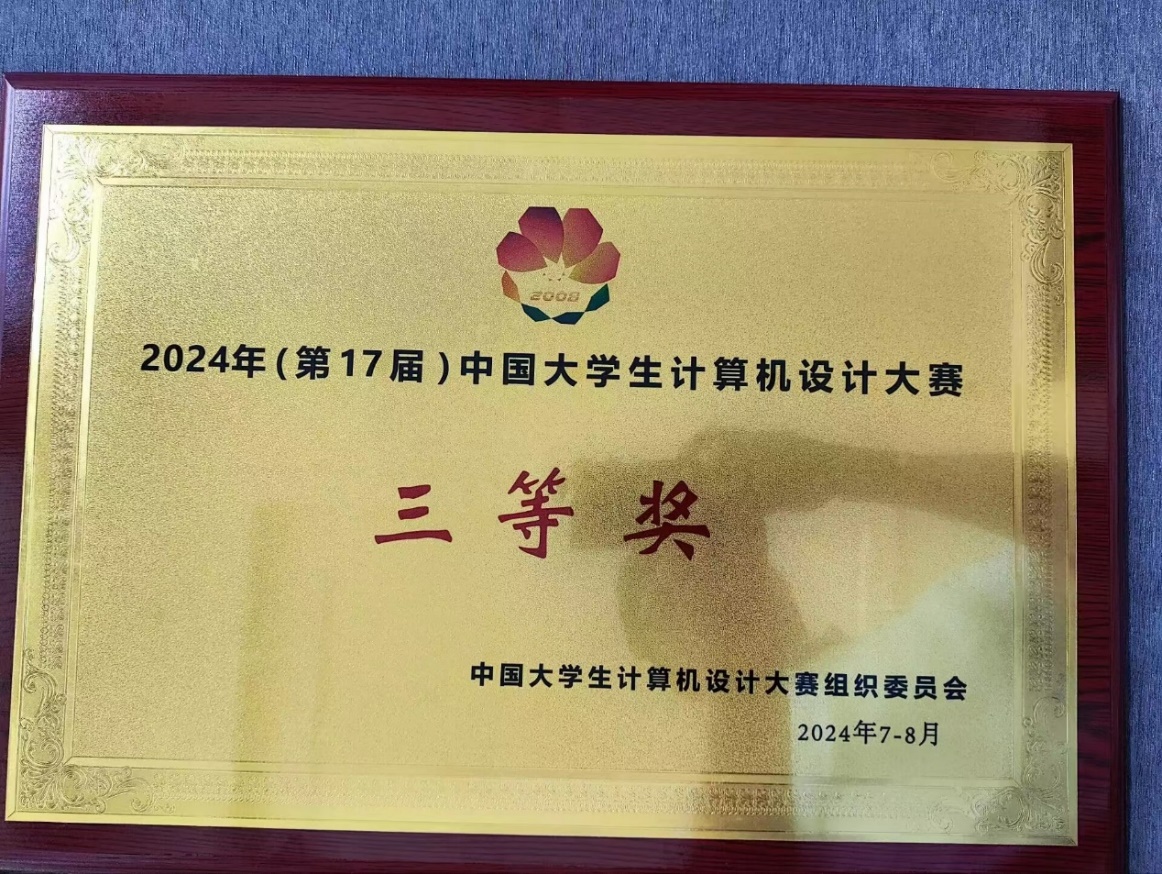 2008
2024年(第17届)中国大学生计算机设计大赛
三等奖
中国大学生计算机设计大赛组织委员会
2024年7-8月